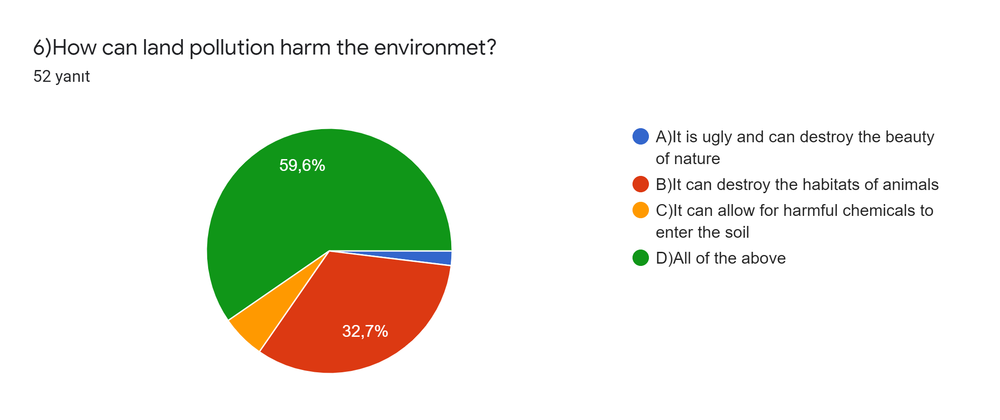 6)How can land pollution harm the environmet?
52 yanıt
59,6%
32,7%
A)It is ugly and can destroy the beauty
of nature
B)It can destroy the habitats of animals
C)It can allow for harmful chemicals to
enter the soil
D)All of the above